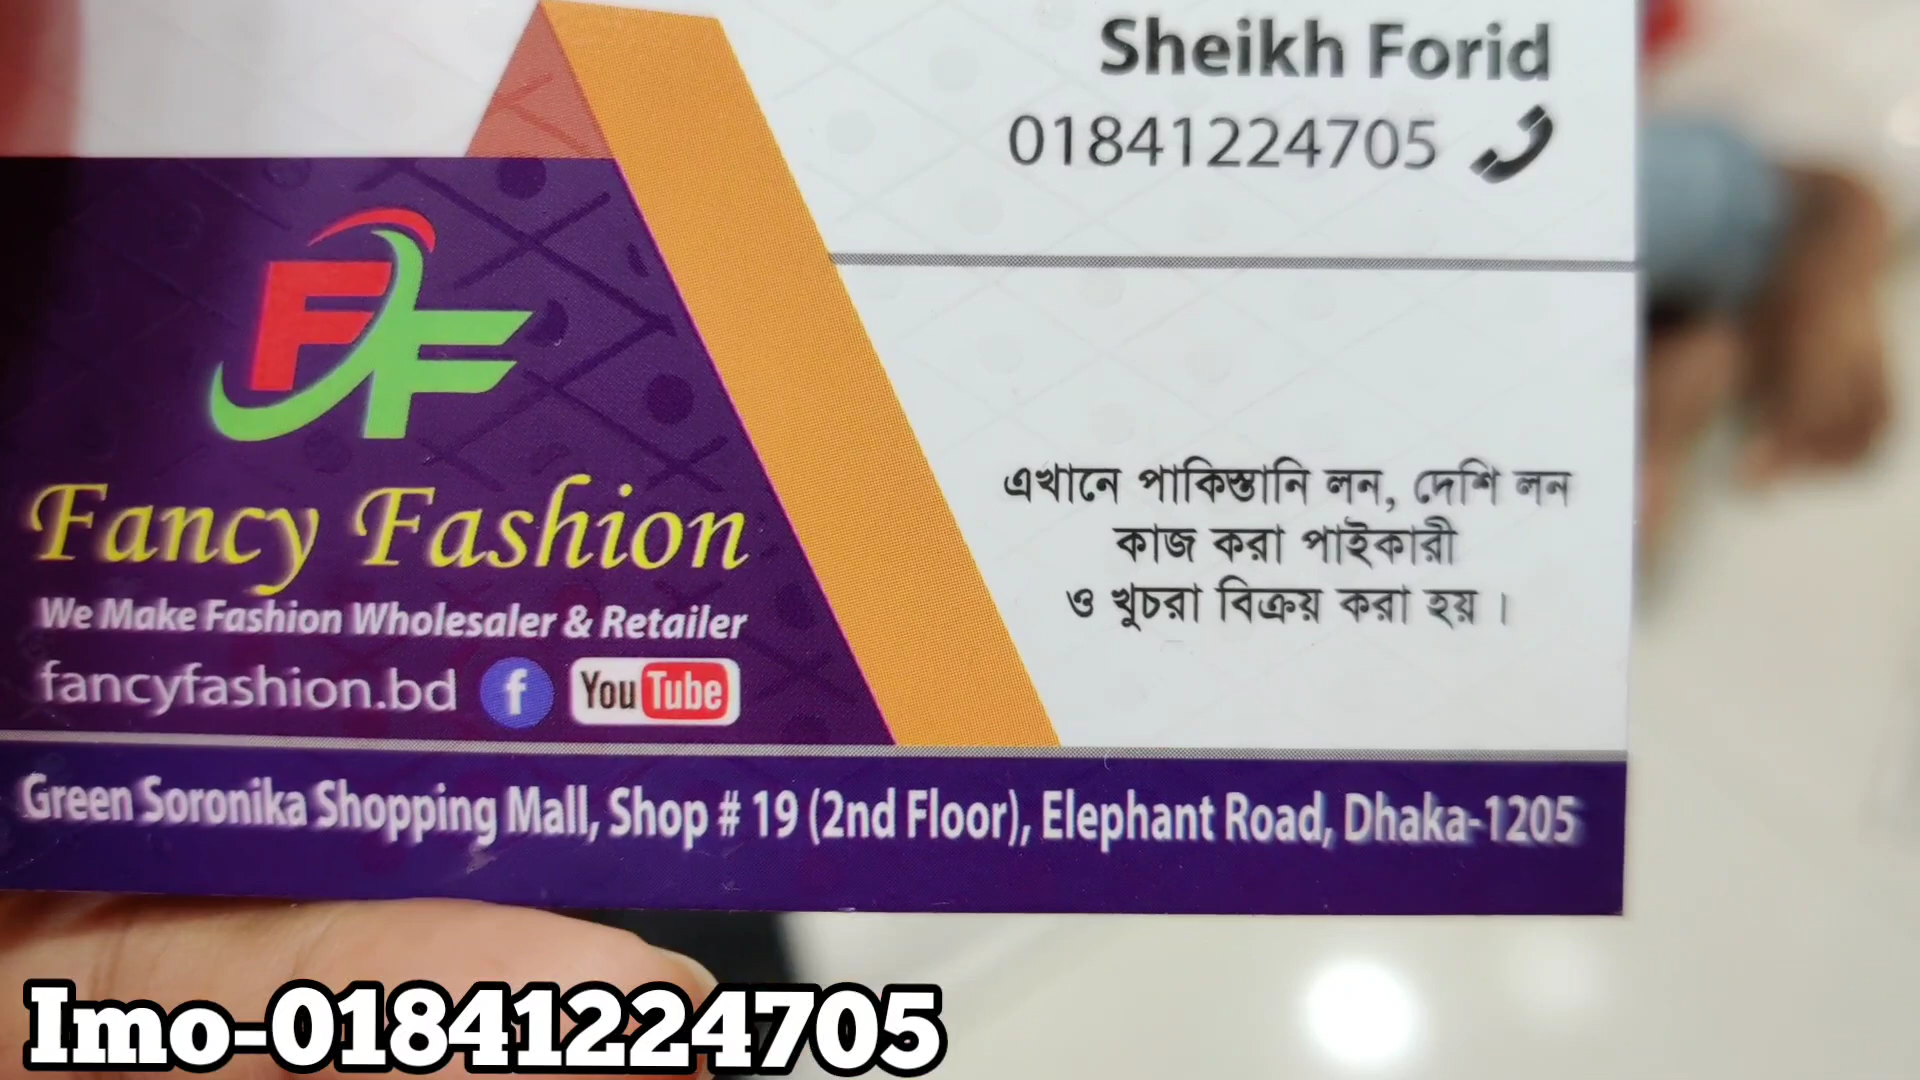 Sheikh Forid
01841224705
FF
Fancy Fashion
We Make Fashion Wholesaler & Retailer
fancyfashion.bd f YouTube
এখানে পাকিস্তানি লন, দেশি লন
কাজ করা পাইকারী
ও খুচরা বিক্রয় করা হয়।
Green Soronika Shopping Mall, Shop # 19 (2nd Floor), Elephant Road, Dhaka-1205
Imo-01841224705